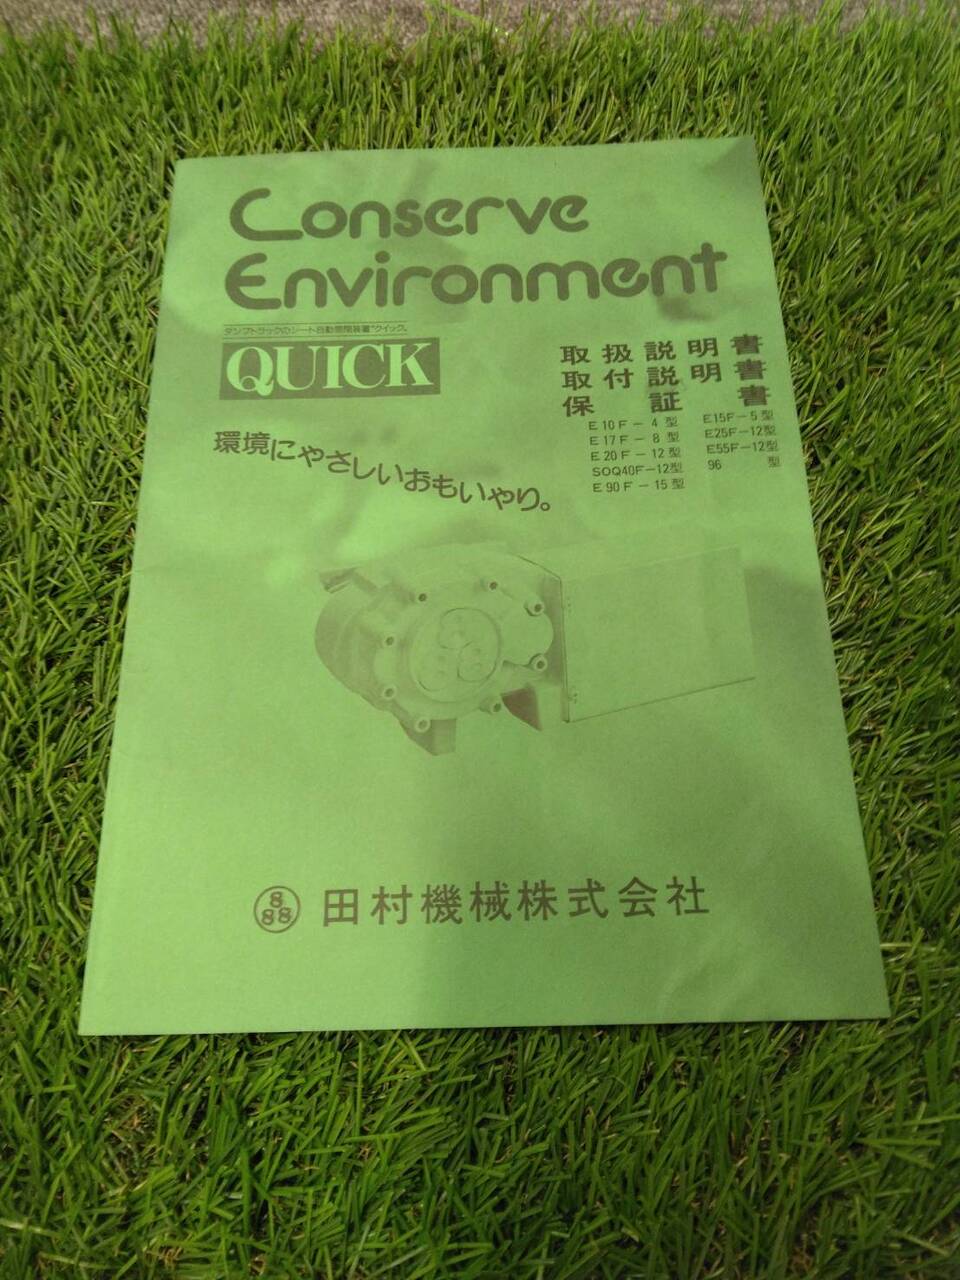 Conserve
Environment
ダンプトラックのシート自動開閉装置"クイック"
QUICK
取扱説明書
取付説明書
保証書
E10F-4型 E15F-5型
E17F-8型 E25F-12型
E20F-12型 E55F-12型
SOQ40F-12型 96型
E90F-15型
環境にやさしいおもいやり。
8
88 田村機械株式会社